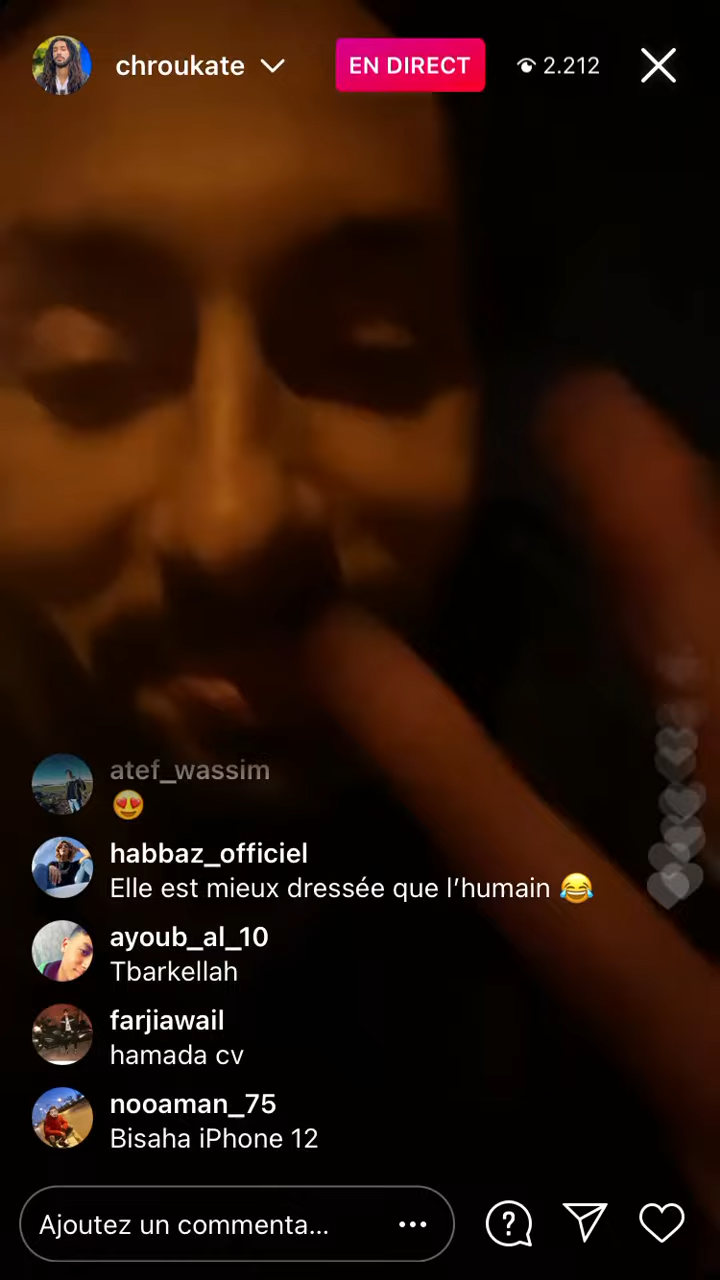 chroukate
EN DIRECT
2.212
atef_wassim
😍
habbaz_officiel
Elle est mieux dressée que l’humain 😂
ayoub_al_10
Tbarkellah
farjiawail
hamada cv
nooaman_75
Bisaha iPhone 12
Ajoutez un commenta...